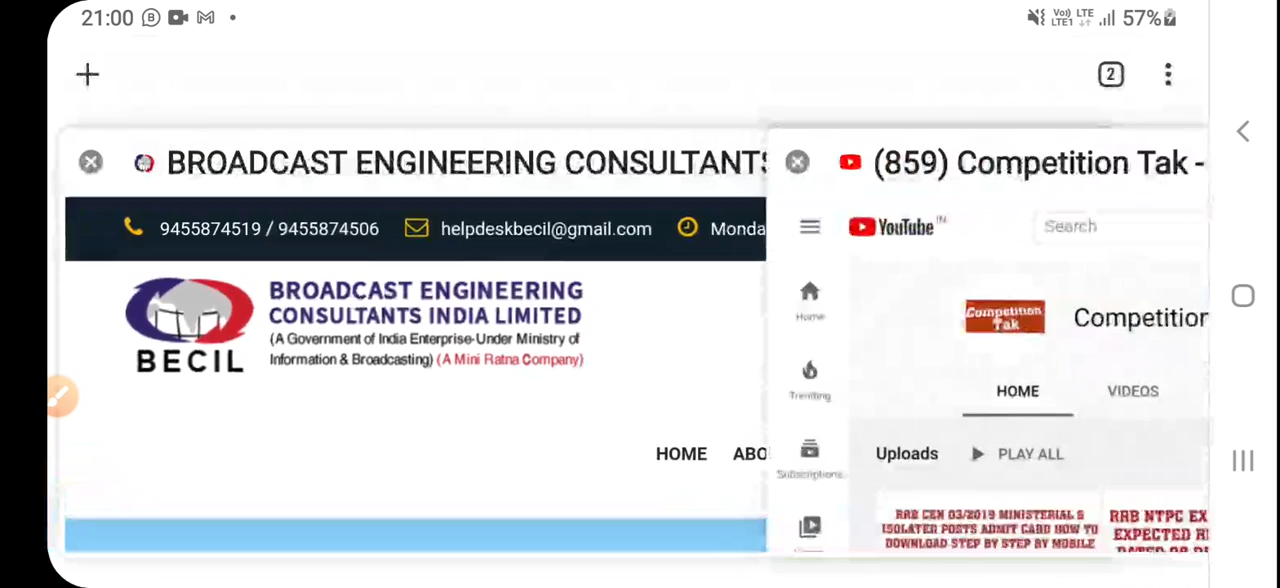 21:00
Vo)) LTE
LTE1
57%
2
BROADCAST ENGINEERING CONSULTANTS
9455874519 / 9455874506
helpdeskbecil@gmail.com
Monda
BROADCAST ENGINEERING
CONSULTANTS INDIA LIMITED
(A Government of India Enterprise-Under Ministry of
Information & Broadcasting) (A Mini Ratna Company)
BECIL
HOME ABO
(859) Competition Tak -
YouTube IN
Search
Home
Competition
Tak
Competition
Trending
HOME VIDEOS
Uploads PLAY ALL
Subscriptions
RRB CEN 03/2019 MINISTERIAL &
ISOLATED POSTS ADMIT CARD HOW TO
DOWNLOAD STEP BY STEP BY MOBILE
RRB NTPC EX
EXPECTED